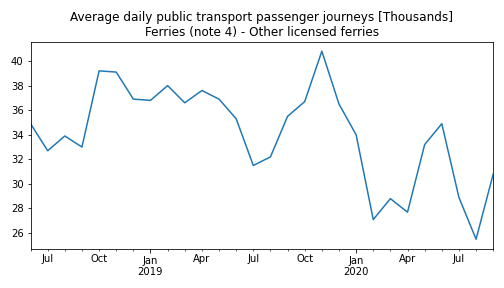 Average daily public transport passenger journeys [Thousands]
Ferries (note 4) - Other licensed ferries
40
38
36
34
32
30
28
26
Jul
Oct
Jan
2019
Apr
Jul
Oct
Jan
2020
Apr
Jul